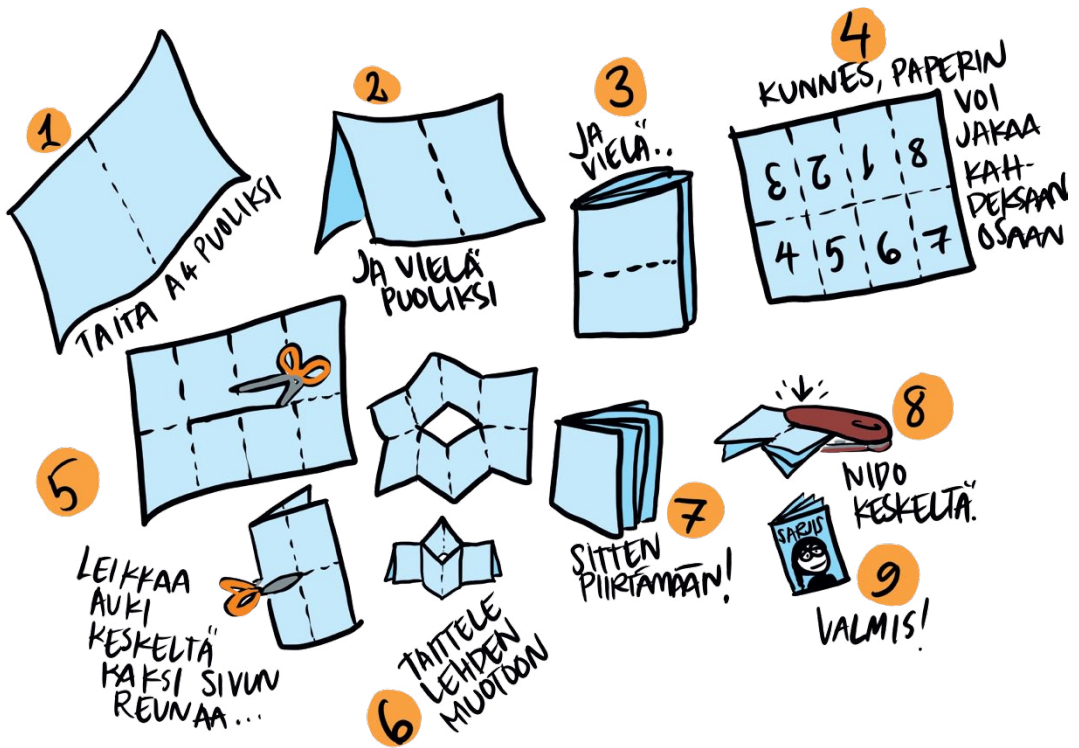 1
TAITA A4 PUOLIKSI
2
JA VIELÄ
PUOLIKSI
3
JA
VIELÄ..
4
KUNNES, PAPERIN
VOI
JAKAA
KAH-
DEKSAAN
OSAAN
3 2 1 8
4 5 6 7
5
LEIKKAA
AUKI
KESKELTÄ
KAKSI SIVUN
REUNAA...
6
TAITTELE
LEHDEN
MUOTOON
7
SITTEN
PIIRTÄMÄÄN!
8
NIDO
KESKELTÄ.
SARJIS
9
VALMIS!